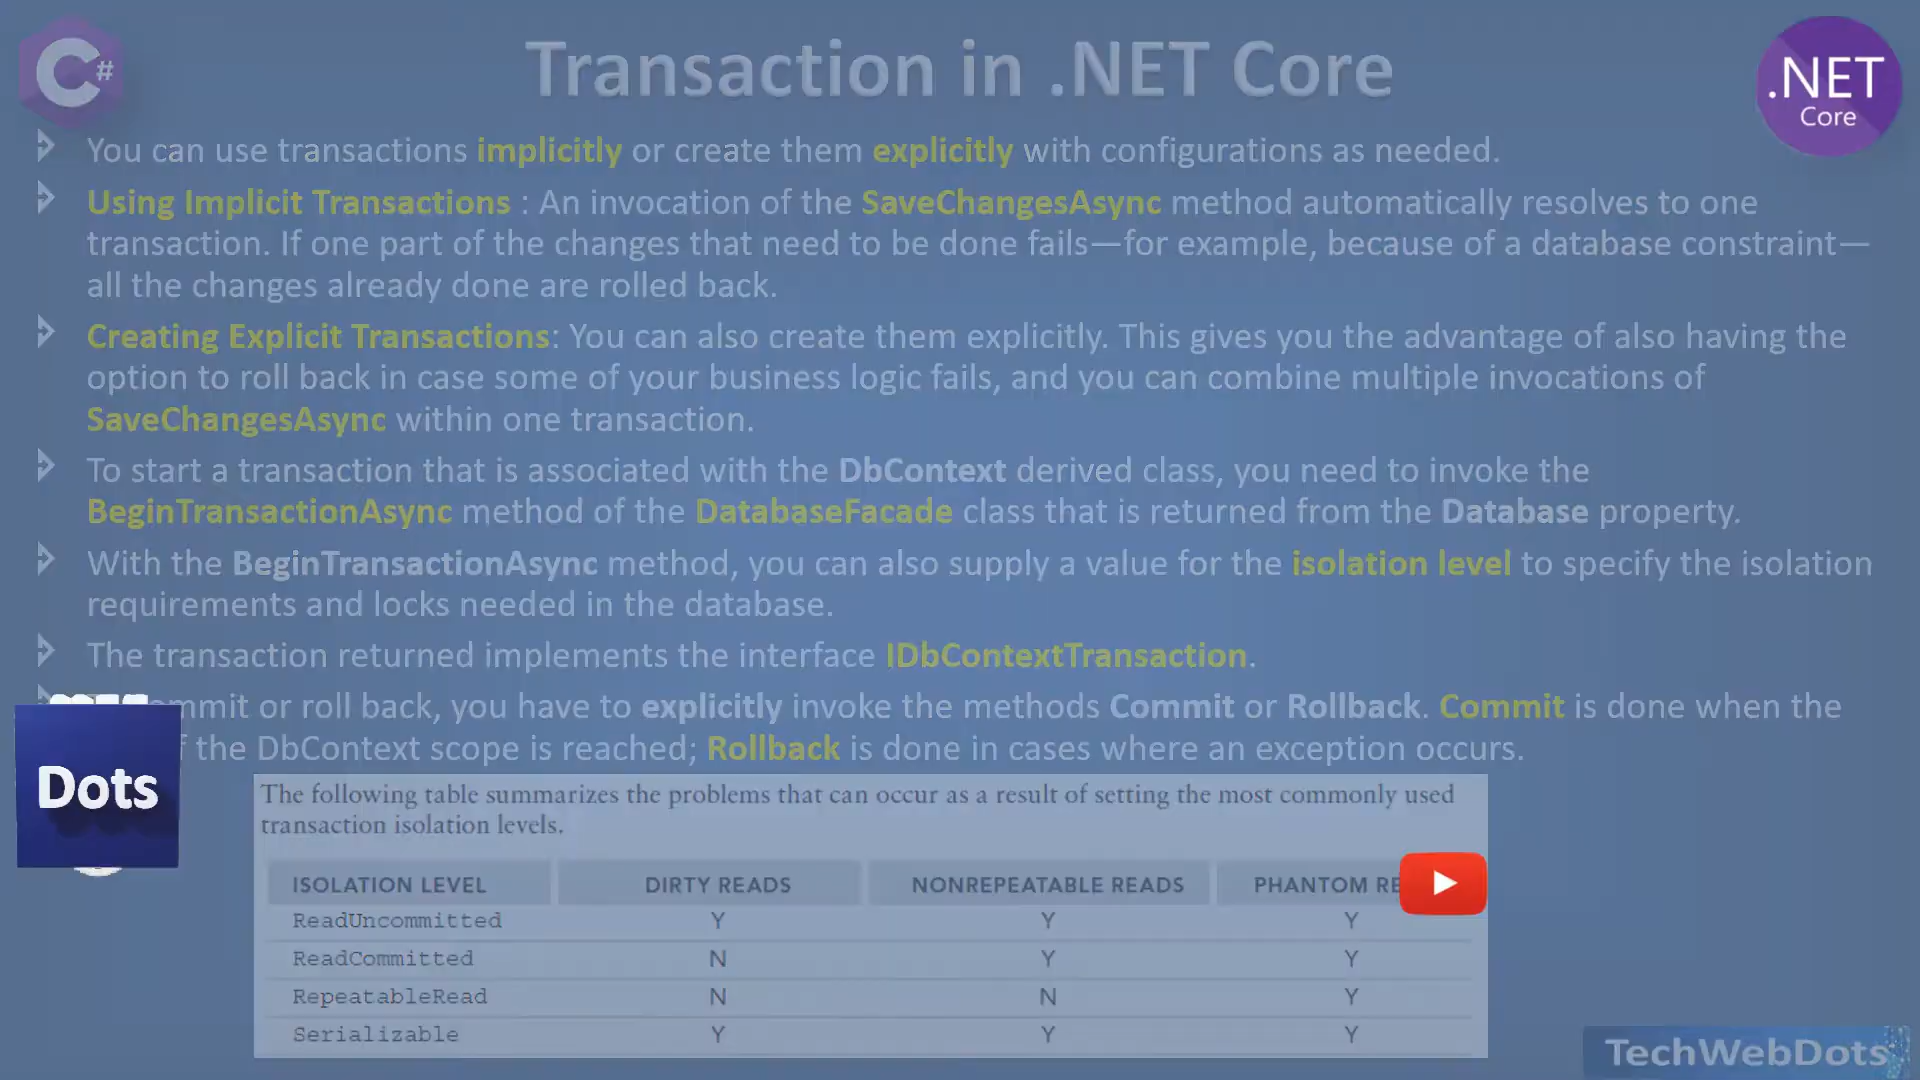 C#
Transaction in .NET Core
.NET
Core
You can use transactions implicitly or create them explicitly with configurations as needed.
Using Implicit Transactions : An invocation of the SaveChangesAsync method automatically resolves to one
transaction. If one part of the changes that need to be done fails—for example, because of a database constraint—
all the changes already done are rolled back.
Creating Explicit Transactions: You can also create them explicitly. This gives you the advantage of also having the
option to roll back in case some of your business logic fails, and you can combine multiple invocations of
SaveChangesAsync within one transaction.
To start a transaction that is associated with the DbContext derived class, you need to invoke the
BeginTransactionAsync method of the DatabaseFacade class that is returned from the Database property.
With the BeginTransactionAsync method, you can also supply a value for the isolation level to specify the isolation
requirements and locks needed in the database.
The transaction returned implements the interface IDbContextTransaction.
or roll back, you have to explicitly invoke the methods Commit or Rollback. Commit is done when the
the DbContext scope is reached; Rollback is done in cases where an exception occurs.
Dots
The following table summarizes the problems that can occur as a result of setting the most commonly used
transaction isolation levels.
ISOLATION LEVEL DIRTY READS NONREPEATABLE READS PHANTOM
ReadUncommitted Y Y Y
ReadCommitted N Y Y
RepeatableRead N N Y
Serializable Y Y Y
TechWebDots